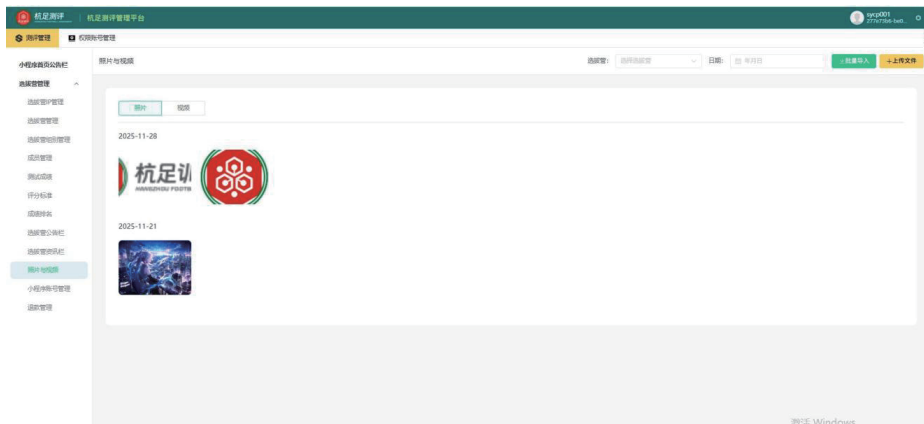 杭足测评 杭足测评管理平台
sycp001
测评管理 权限账号管理
小程序首页公告栏
选拔营管理
选拔营IP管理
选拔营管理
选拔营组别管理
成员管理
测试成绩
评分标准
成绩排名
选拔营公告栏
选拔营资讯栏
照片与视频
小程序账号管理
退款管理
照片与视频
选拔营: 选择选拔营 日期: 年月日 批量导入 +上传文件
照片 视频
2025-11-28
杭足训
HANGZHOU FOOTB
2025-11-21
激活 Windows